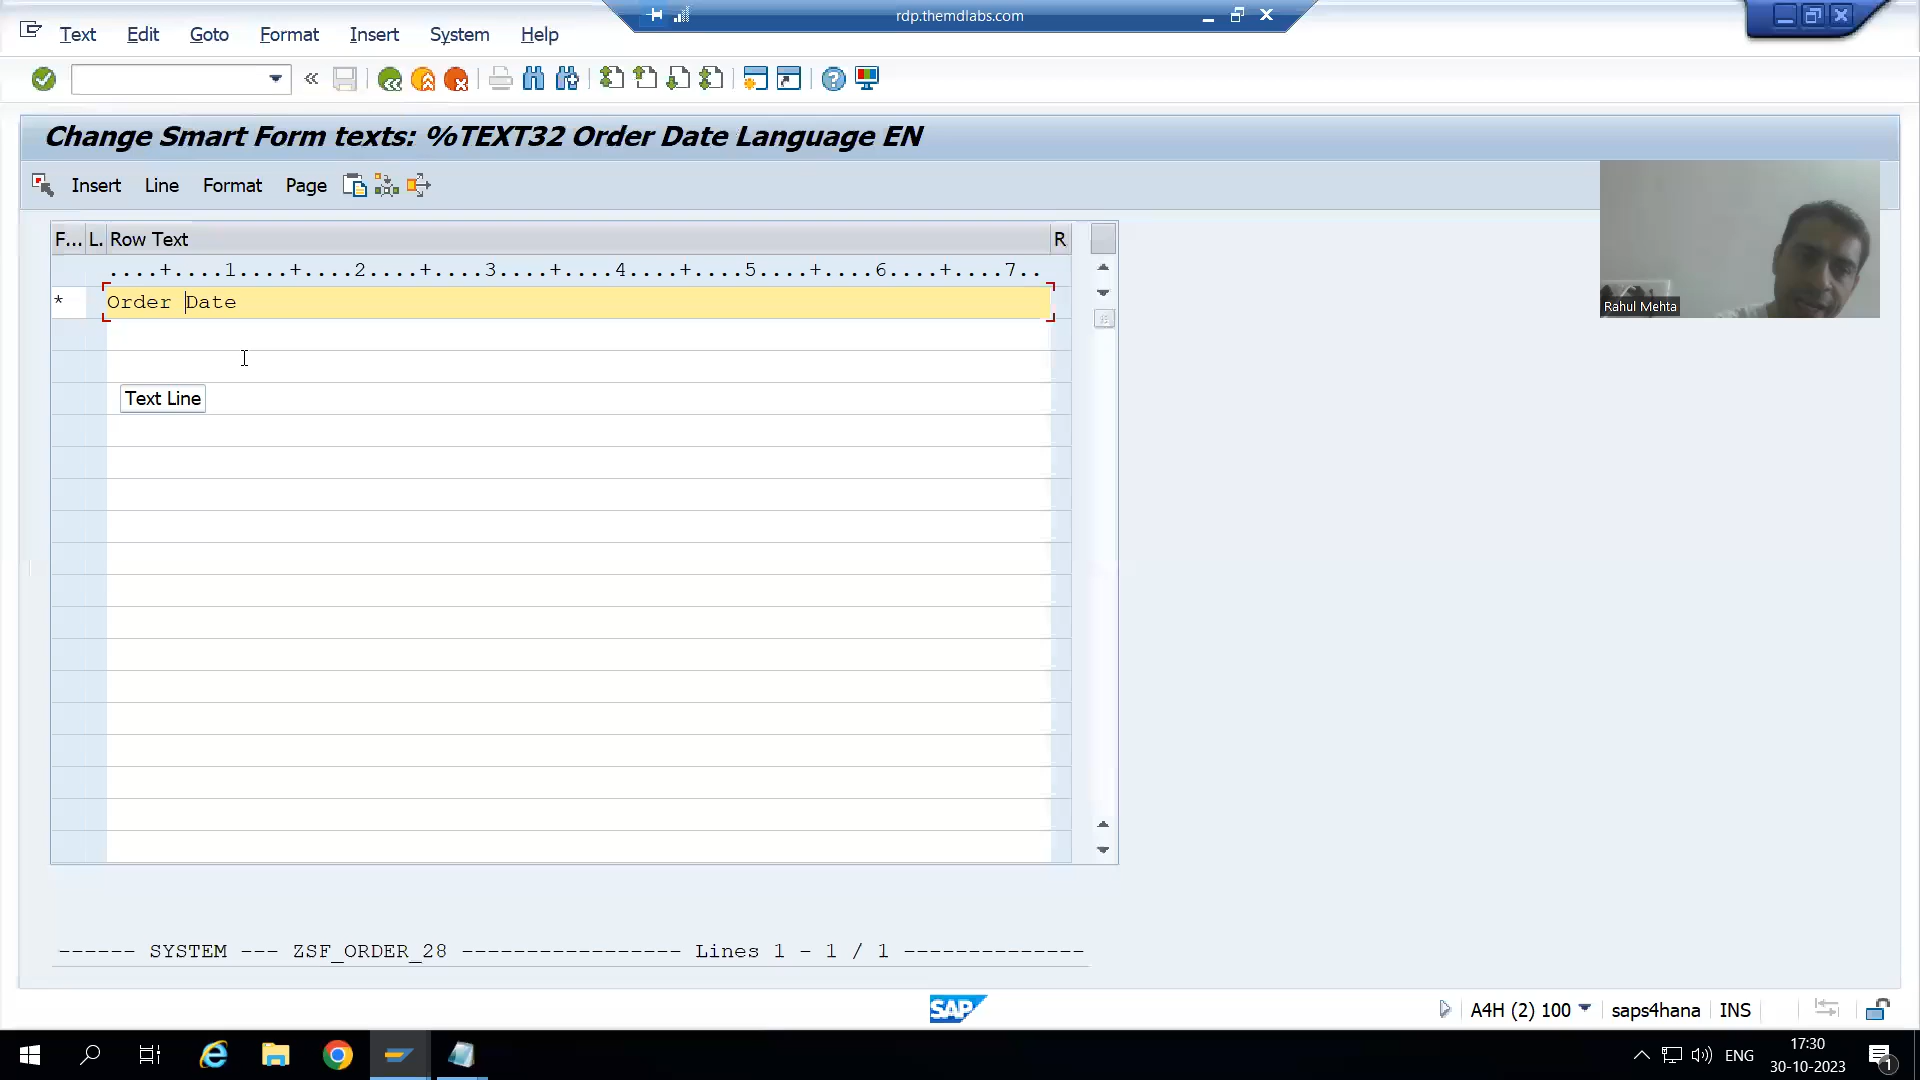 rdp.themdlabs.com
Text Edit Goto Format Insert System Help
Change Smart Form texts: %TEXT32 Order Date Language EN
Insert Line Format Page
F... L. Row Text R
....+....1....+....2....+....3....+....4....+....5....+....6....+....7..
* Order Date
Text Line
Rahul Mehta
------ SYSTEM --- ZSF_ORDER_28 ----------------- Lines 1 - 1 / 1 --------------
SAP
A4H (2) 100 saps4hana INS
ENG
17:30
30-10-2023
1